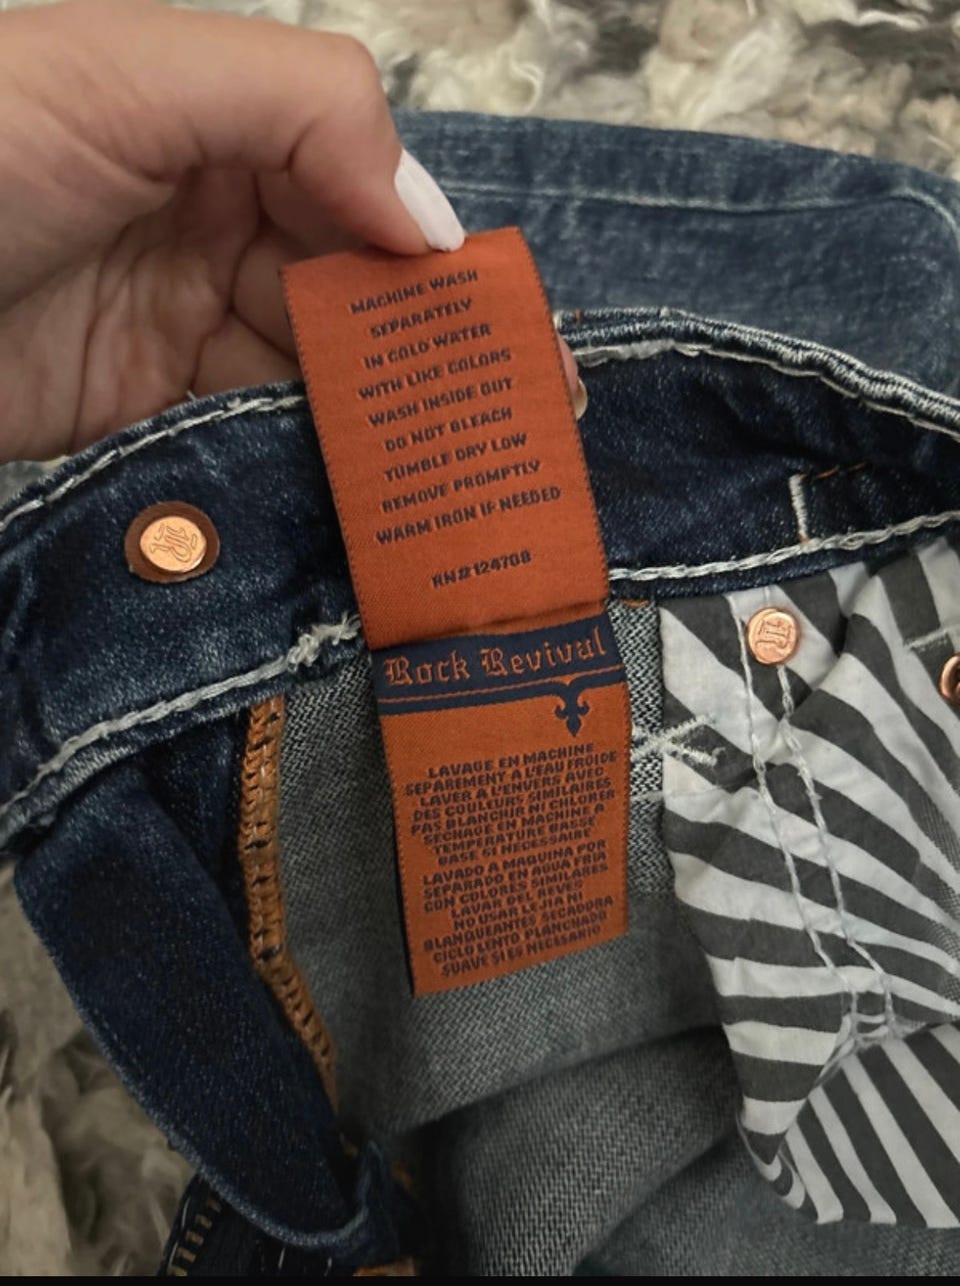 MACHINE WASH
SEPARATELY
IN COLD WATER
WITH LIKE COLORS
WASH INSIDE OUT
DO NOT BLEACH
TUMBLE DRY LOW
REMOVE PROMPTLY
WARM IRON IF NEEDED
RN#124708
Rock Revival
LAVAGE EN MACHINE
SEPAREMENT A L'EAU FROIDE
LAVER A L'ENVERS AVEC
DES COULEURS SIMILAIRES
PAS BLANCHIR NI CHLORER
SECHAGE EN MACHINE A
TEMPERATURE BASSE
BASE SI NECESSAIRE
LAVADO A MAQUINA POR
SEPARADO EN AGUA FRIA
CON COLORES SIMILARES
LAVAR DEL REVES
NO USAR LEJIA NI
BLANQUEANTES SECADORA
CICLO LENTO PLANCHADO
SUAVE SI ES NECESARIO